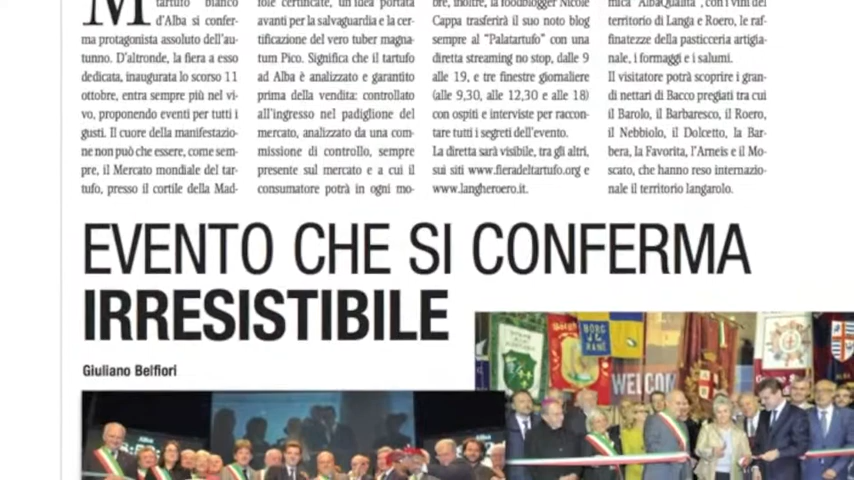 tartufo bianco
M d'Alba si confer-
ma protagonista assoluto dell'au-
tunno. D'altronde, la fiera a esso
dedicata, inaugurata lo scorso 11
ottobre, entra sempre più nel vi-
vo, proponendo eventi per tutti i
gusti. Il cuore della manifestazio-
ne non può che essere, come sem-
pre, il Mercato mondiale del tar-
tufo, presso il cortile della Mad-
certificate, un'idea portata
avanti per la salvaguardia e la cer-
tificazione del vero tuber magna-
tum Pico. Significa che il tartufo
ad Alba è analizzato e garantito
prima della vendita: controllato
all'ingresso nel padiglione del
mercato, analizzato da una com-
missione di controllo, sempre
presente sul mercato e a cui il
consumatore potrà in ogni mo-
bre, inoltre, la foodblogger Nicole
Cappa trasferirà il suo noto blog
sempre al "Palatartufo" con una
diretta streaming no stop, dalle 9
alle 19, e tre finestre giornaliere
(alle 9,30, alle 12,30 e alle 18)
con ospiti e interviste per raccon-
tare tutti i segreti dell'evento.
La diretta sarà visibile, tra gli altri,
sui siti www.fieradeltartufo.org e
www.langheroero.it.
mica "AlbaQualità", con i vini del
territorio di Langa e Roero, le raf-
finatezze della pasticceria artigia-
nale, i formaggi e i salumi.
Il visitatore potrà scoprire i gran-
di nettari di Bacco pregiati tra cui
il Barolo, il Barbaresco, il Roero,
il Nebbiolo, il Dolcetto, la Bar-
bera, la Favorita, l'Arneis e il Mo-
scato, che hanno reso internazio-
nale il territorio langarolo.
EVENTO CHE SI CONFERMA
IRRESISTIBILE
Giuliano Belfiori
WELCOM